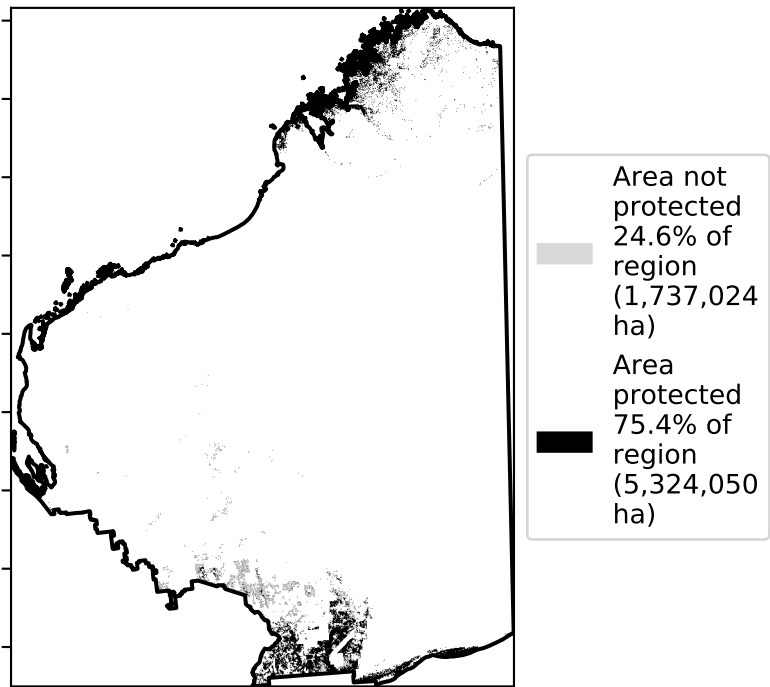 Area not
protected
24.6% of
region
(1,737,024
ha)
Area
protected
75.4% of
region
(5,324,050
ha)